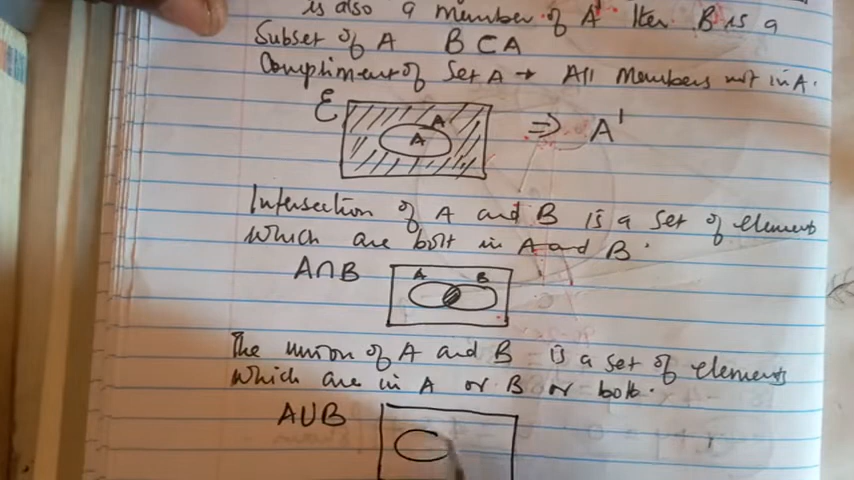 is also a member of A then B is a
Subset of A B ⊂ A
Compliment of Set A → All Members not in A.
ℰ A
A ⇒ A'
Intersection of A and B is a set of elements
which are both in A and B.
A∩B A B
The union of A and B is a set of elements
which are in A or B or both.
A∪B